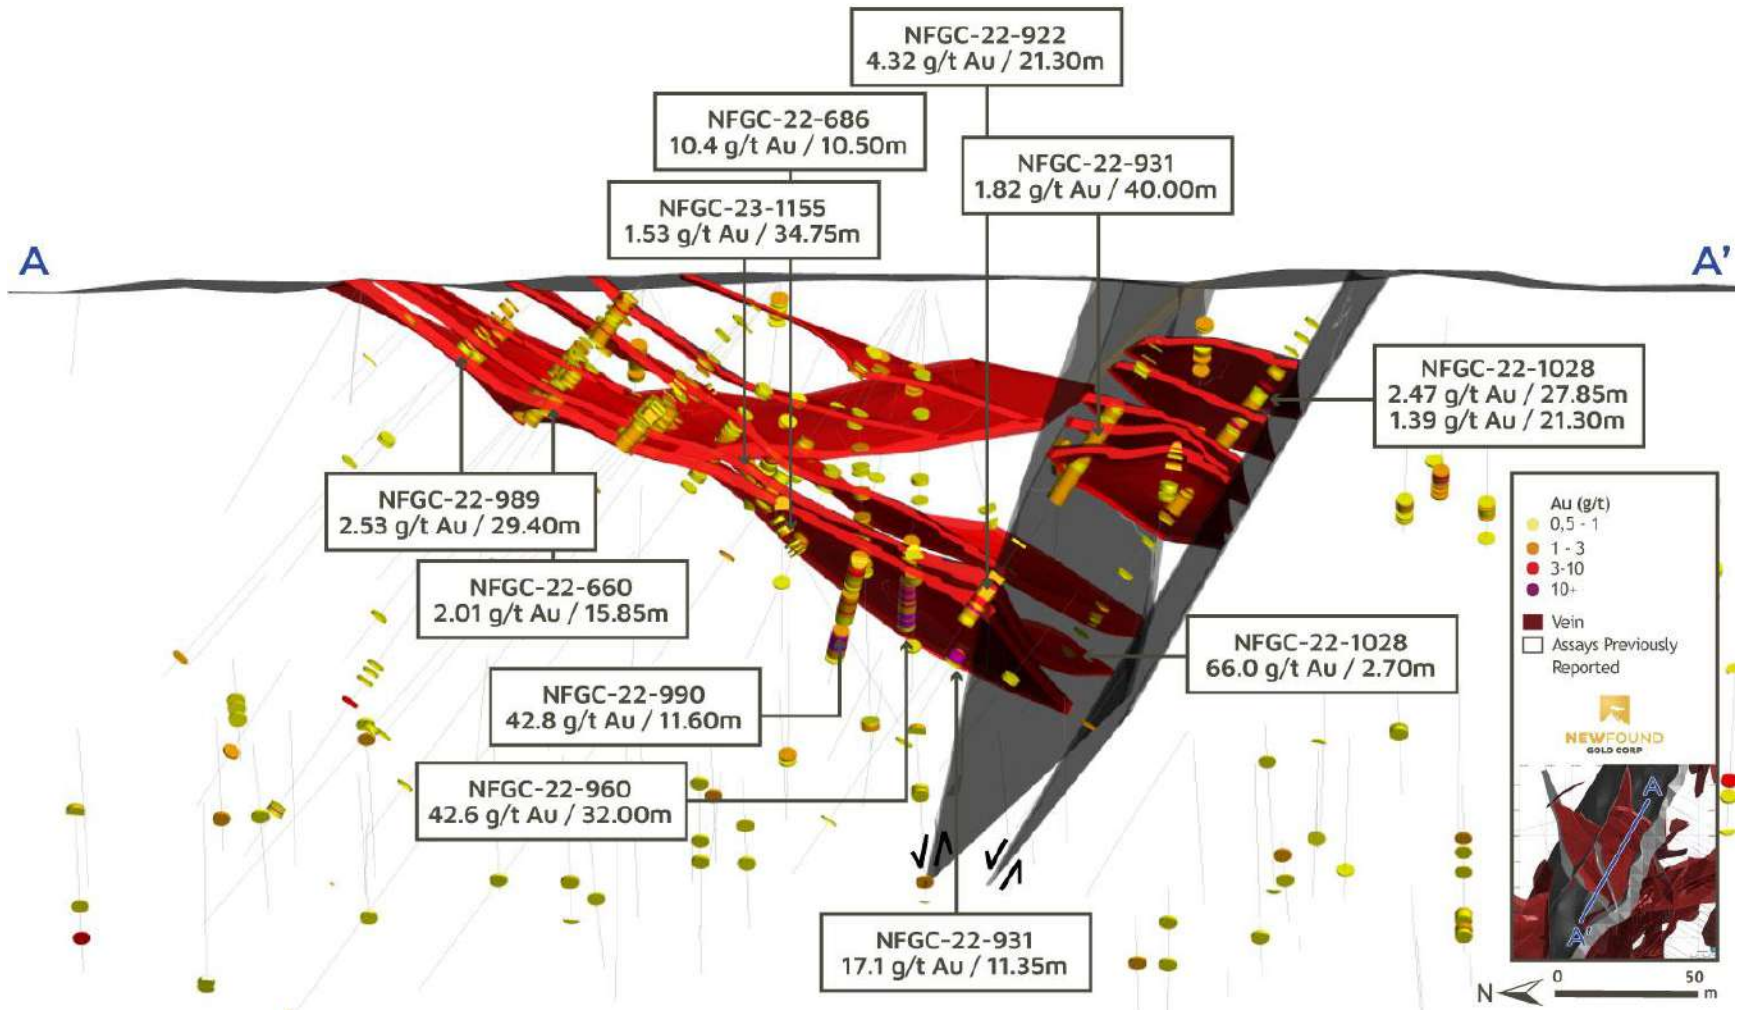 NFGC-22-922
4.32 g/t Au / 21.30m
NFGC-22-686
10.4 g/t Au / 10.50m
NFGC-22-931
1.82 g/t Au / 40.00m
NFGC-23-1155
1.53 g/t Au / 34.75m
A
A'
NFGC-22-1028
2.47 g/t Au / 27.85m
1.39 g/t Au / 21.30m
NFGC-22-989
2.53 g/t Au / 29.40m
NFGC-22-660
2.01 g/t Au / 15.85m
NFGC-22-1028
66.0 g/t Au / 2.70m
NFGC-22-990
42.8 g/t Au / 11.60m
NFGC-22-960
42.6 g/t Au / 32.00m
NFGC-22-931
17.1 g/t Au / 11.35m
Au (g/t)
0,5 - 1
1 - 3
3-10
10+
Vein
Assays Previously
Reported
NEWFOUND
GOLD CORP
A
A'
N
0 50
m